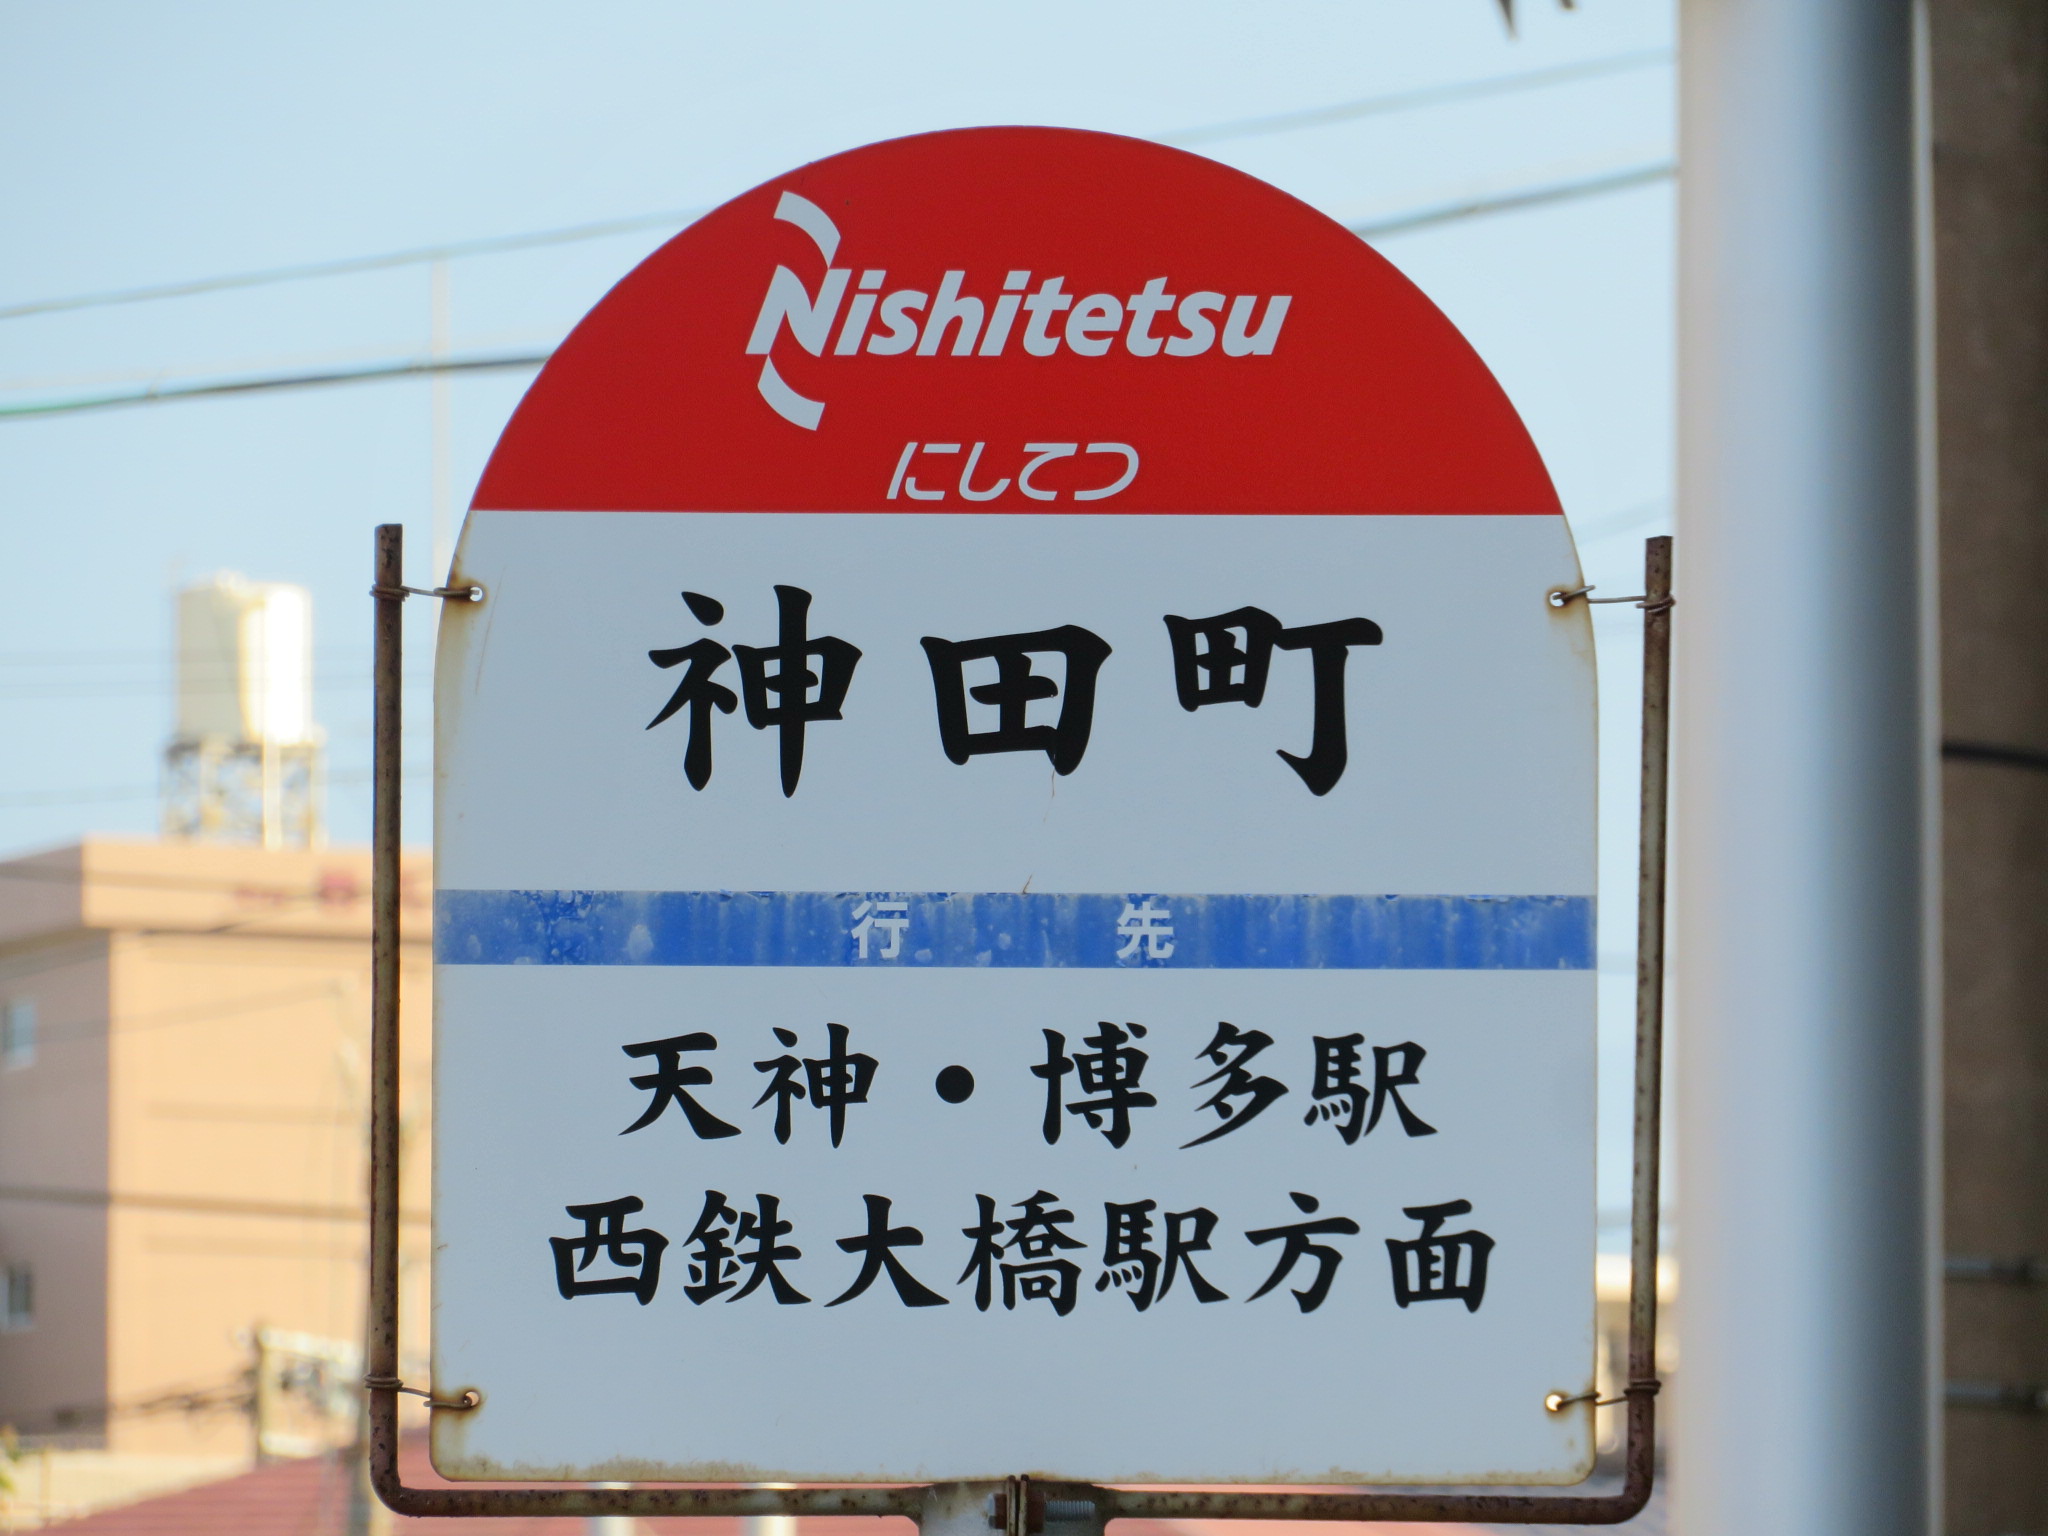 Nishitetsu
にしてつ
神田町
行先
天神・博多駅
西鉄大橋駅方面